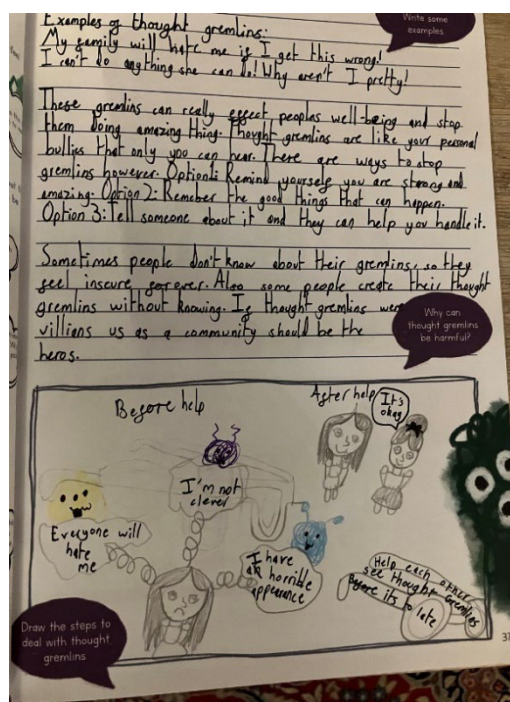 Examples of thought gremlins:
My family will hate me if I get this wrong!
I can't do anything she can do! Why aren't I pretty!
Write some
examples
These gremlins can really effect peoples well-being and stop
them doing amazing thing. Thought gremlins are like your personal
bullies that only you can hear. There are ways to stop
gremlins however. Option1: Remind yourself you are strong and
amazing. Option 2: Remeber the good things that can happen.
Option 3: Tell someone about it and they can help you handle it.
Sometimes people don't know about their gremlins, so they
feel insecure forever. Also some people create their thought
gremlins without knowing. If thought gremlins wer
villians us as a community should be the
heros.
Why can
thought gremlins
be harmful?
Before help
After help
It's
okay
I'm not
clever
Everyone will
hate
me
I have
an horrible
appearance
Help each other
see thought gremlins
Before its to late
Draw the steps to
deal with thought
gremlins